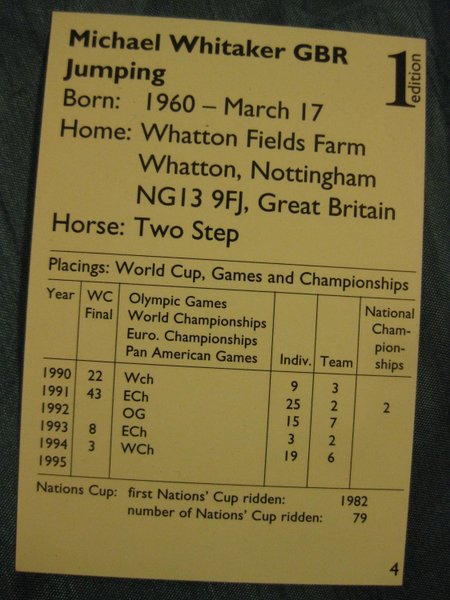 Michael Whitaker GBR
Jumping
1 edition
Born: 1960 – March 17
Home: Whatton Fields Farm
Whatton, Nottingham
NG13 9FJ, Great Britain
Horse: Two Step
Placings: World Cup, Games and Championships
Year WC Final Olympic Games World Championships Euro. Championships Pan American Games Indiv. Team National Cham- pion- ships
1990 22 Wch 9 3
1991 43 ECh 25 2 2
1992 OG 15 7
1993 8 ECh 3 2
1994 3 WCh 19 6
1995
Nations Cup: first Nations' Cup ridden: 1982
number of Nations' Cup ridden: 79
4